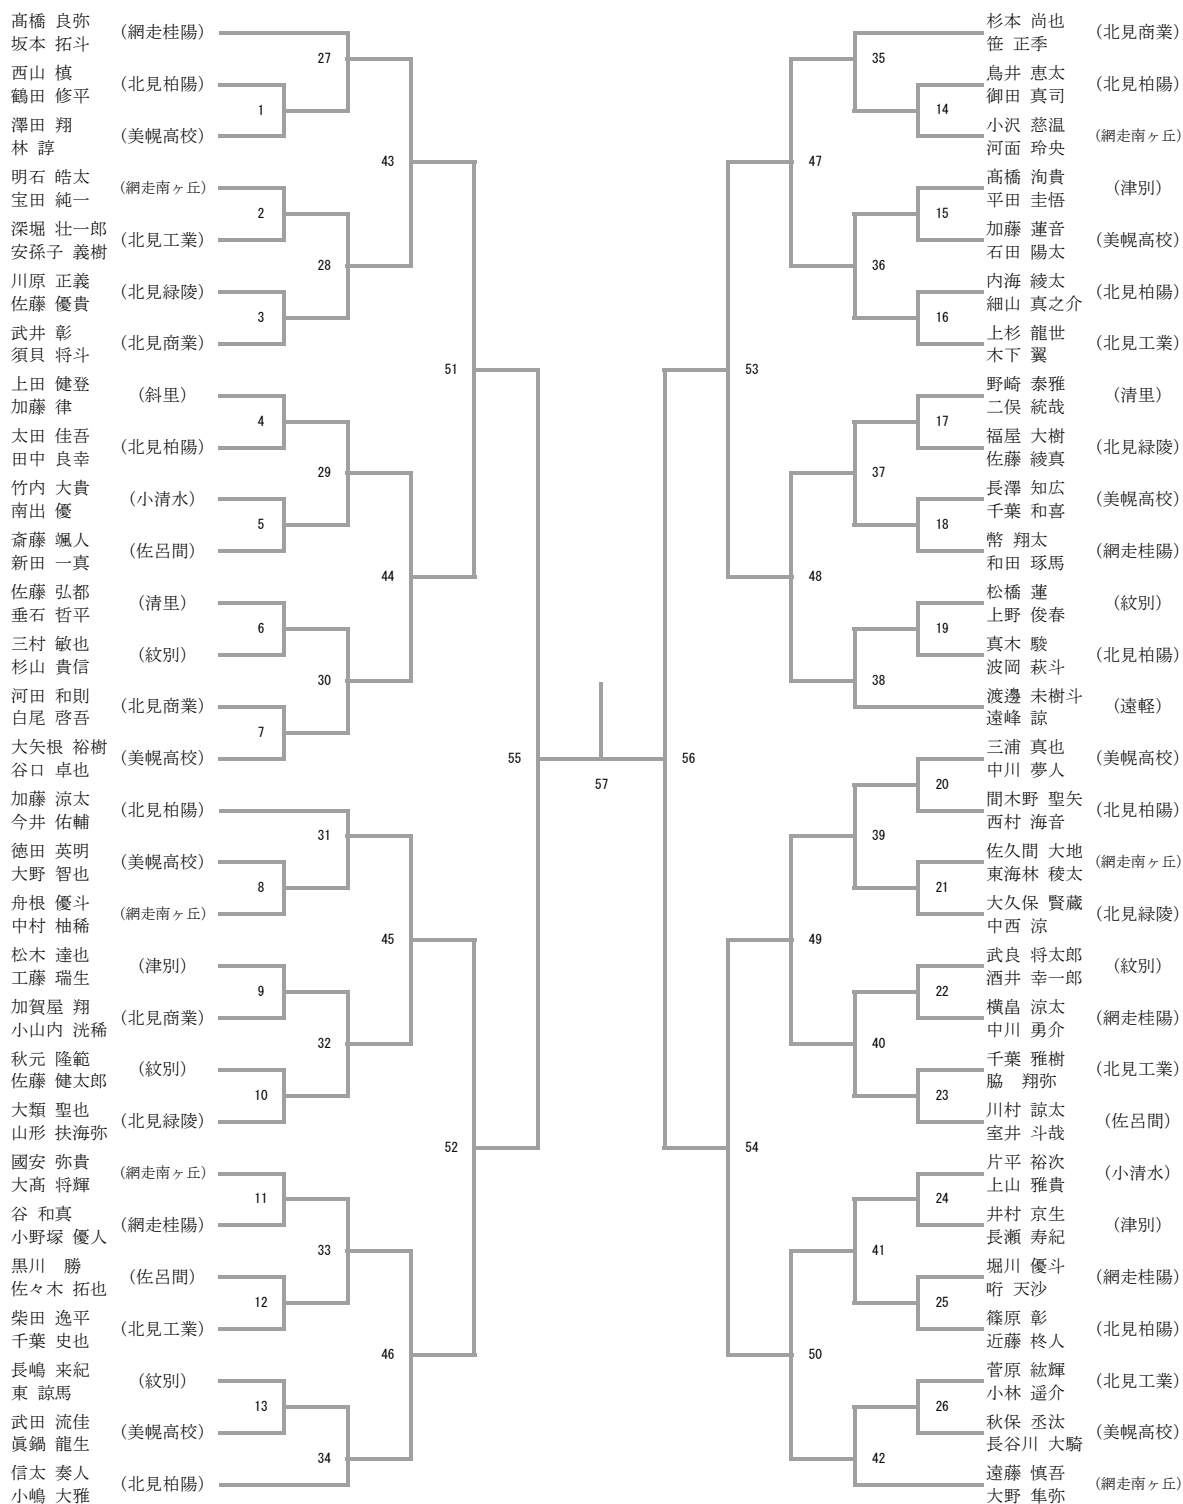 髙橋 良弥
坂本 拓斗
(網走桂陽)
西山 槙
鶴田 修平
(北見柏陽)
澤田 翔
林 諄
(美幌高校)
明石 皓太
宝田 純一
(網走南ヶ丘)
深堀 壮一郎
安孫子 義樹
(北見工業)
川原 正義
佐藤 優貴
(北見緑陵)
武井 彰
須貝 将斗
(北見商業)
上田 健登
加藤 律
(斜里)
太田 佳吾
田中 良幸
(北見柏陽)
竹内 大貴
南出 優
(小清水)
斎藤 颯人
新田 一真
(佐呂間)
佐藤 弘都
垂石 哲平
(清里)
三村 敏也
杉山 貴信
(紋別)
河田 和則
白尾 啓吾
(北見商業)
大矢根 裕樹
谷口 卓也
(美幌高校)
加藤 涼太
今井 佑輔
(北見柏陽)
徳田 英明
大野 智也
(美幌高校)
舟根 優斗
中村 柚稀
(網走南ヶ丘)
松木 達也
工藤 瑞生
(津別)
加賀屋 翔
小山内 洸稀
(北見商業)
秋元 隆範
佐藤 健太郎
(紋別)
大類 聖也
山形 扶海弥
(北見緑陵)
國安 弥貴
大髙 将輝
(網走南ヶ丘)
谷 和真
小野塚 優人
(網走桂陽)
黒川 勝
佐々木 拓也
(佐呂間)
柴田 逸平
千葉 史也
(北見工業)
長嶋 来紀
東 諒馬
(紋別)
武田 流佳
眞鍋 龍生
(美幌高校)
信太 奏人
小嶋 大雅
(北見柏陽)
1
2
3
4
5
6
7
8
9
10
11
12
13
27
28
29
30
31
32
33
34
43
44
45
46
51
52
55
57
56
53
54
47
48
49
50
35
36
37
38
39
40
41
42
14
15
16
17
18
19
20
21
22
23
24
25
26
杉本 尚也
笹 正季
(北見商業)
鳥井 恵太
御田 真司
(北見柏陽)
小沢 慈温
河面 玲央
(網走南ヶ丘)
髙橋 洵貴
平田 圭悟
(津別)
加藤 蓮音
石田 陽太
(美幌高校)
内海 綾太
細山 真之介
(北見柏陽)
上杉 龍世
木下 翼
(北見工業)
野崎 泰雅
二俣 統哉
(清里)
福屋 大樹
佐藤 綾真
(北見緑陵)
長澤 知広
千葉 和喜
(美幌高校)
幣 翔太
和田 琢馬
(網走桂陽)
松橋 蓮
上野 俊春
(紋別)
真木 駿
波岡 萩斗
(北見柏陽)
渡邊 未樹斗
遠峰 諒
(遠軽)
三浦 真也
中川 夢人
(美幌高校)
間木野 聖矢
西村 海音
(北見柏陽)
佐久間 大地
東海林 稜太
(網走南ヶ丘)
大久保 賢蔵
中西 涼
(北見緑陵)
武良 将太郎
酒井 幸一郎
(紋別)
横畠 涼太
中川 勇介
(網走桂陽)
千葉 雅樹
脇 翔弥
(北見工業)
川村 諒太
室井 斗哉
(佐呂間)
片平 裕次
上山 雅貴
(小清水)
井村 京生
長瀬 寿紀
(津別)
堀川 優斗
哘 天沙
(網走桂陽)
篠原 彰
近藤 柊人
(北見柏陽)
菅原 紘輝
小林 遥介
(北見工業)
秋保 丞汰
長谷川 大騎
(美幌高校)
遠藤 慎吾
大野 隼弥
(網走南ヶ丘)